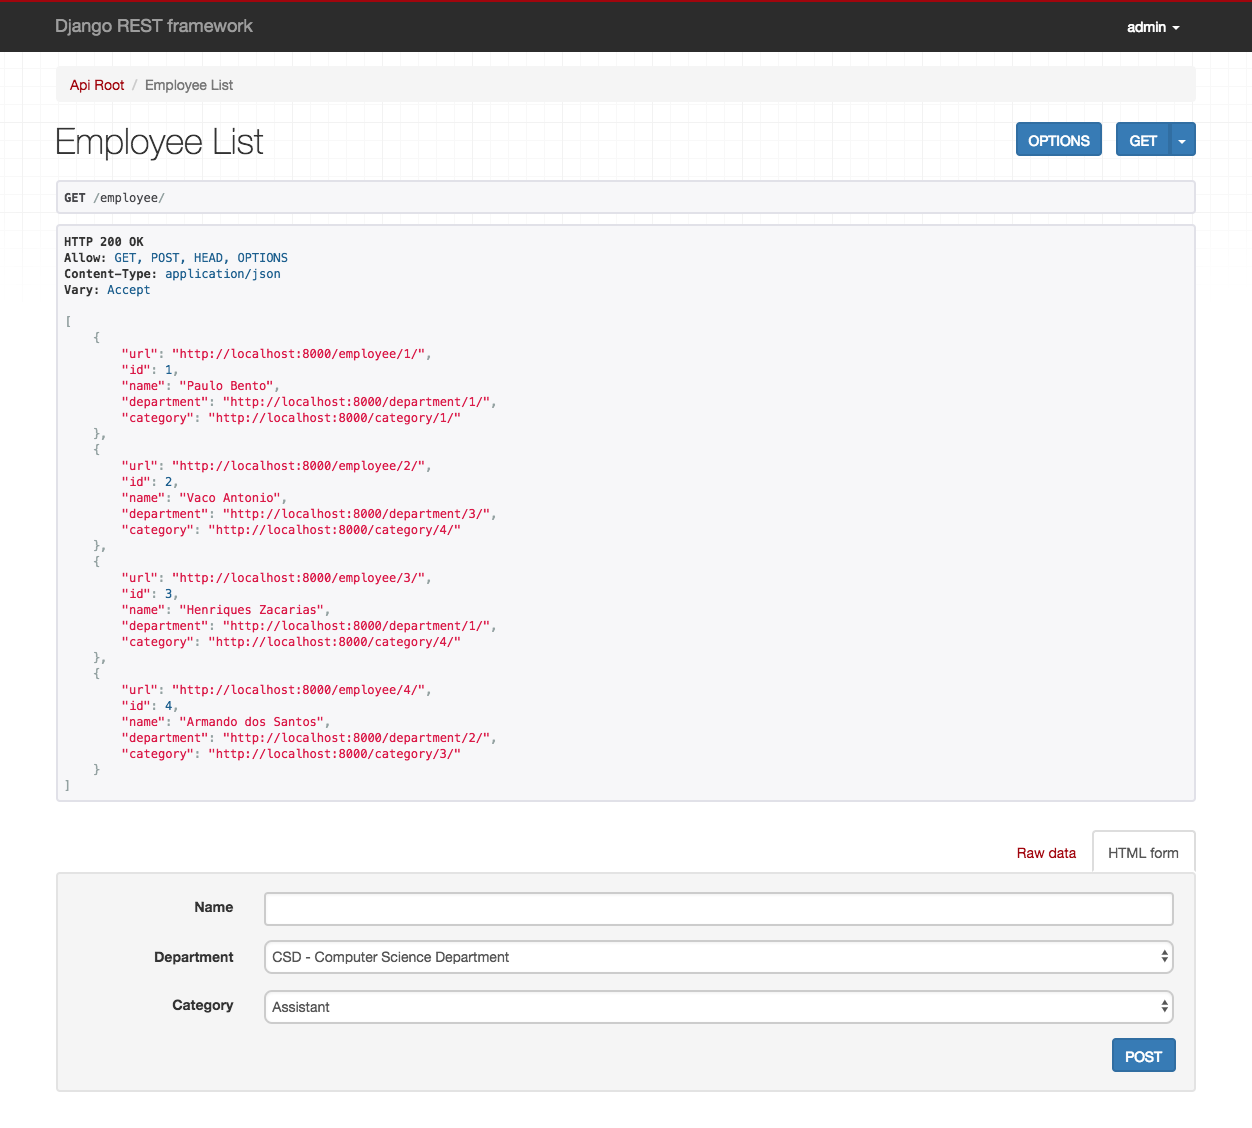 Django REST framework
admin
Api Root / Employee List
Employee List
OPTIONS
GET
GET /employee/
HTTP 200 OK
Allow: GET, POST, HEAD, OPTIONS
Content-Type: application/json
Vary: Accept
[
    {
        "url": "http://localhost:8000/employee/1/",
        "id": 1,
        "name": "Paulo Bento",
        "department": "http://localhost:8000/department/1/",
        "category": "http://localhost:8000/category/1/"
    },
    {
        "url": "http://localhost:8000/employee/2/",
        "id": 2,
        "name": "Vaco Antonio",
        "department": "http://localhost:8000/department/3/",
        "category": "http://localhost:8000/category/4/"
    },
    {
        "url": "http://localhost:8000/employee/3/",
        "id": 3,
        "name": "Henriques Zacarias",
        "department": "http://localhost:8000/department/1/",
        "category": "http://localhost:8000/category/4/"
    },
    {
        "url": "http://localhost:8000/employee/4/",
        "id": 4,
        "name": "Armando dos Santos",
        "department": "http://localhost:8000/department/2/",
        "category": "http://localhost:8000/category/3/"
    }
]
Raw data
HTML form
Name
Department
CSD - Computer Science Department
Category
Assistant
POST